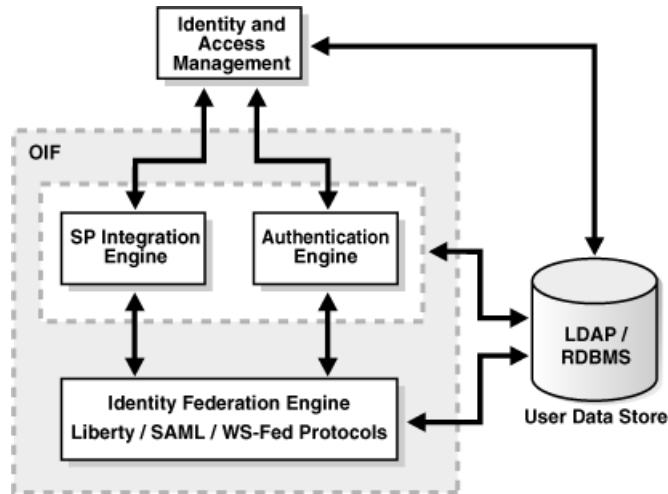 Identity and
Access
Management
OIF
SP Integration
Engine
Authentication
Engine
LDAP /
RDBMS
User Data Store
Identity Federation Engine
Liberty / SAML / WS-Fed Protocols